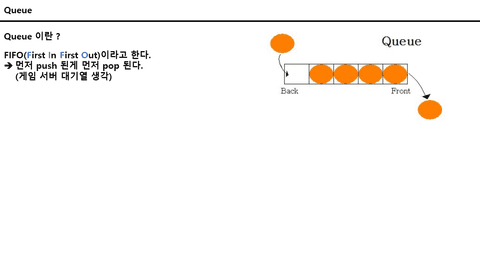 Queue
Queue 이란 ?
FIFO(First In First Out)이라고 한다.
→ 먼저 push 된게 먼저 pop 된다.
(게임 서버 대기열 생각)
Queue
Back
Front